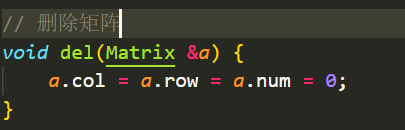 // 删除矩阵
void del(Matrix &a) {
    a.col = a.row = a.num = 0;
}